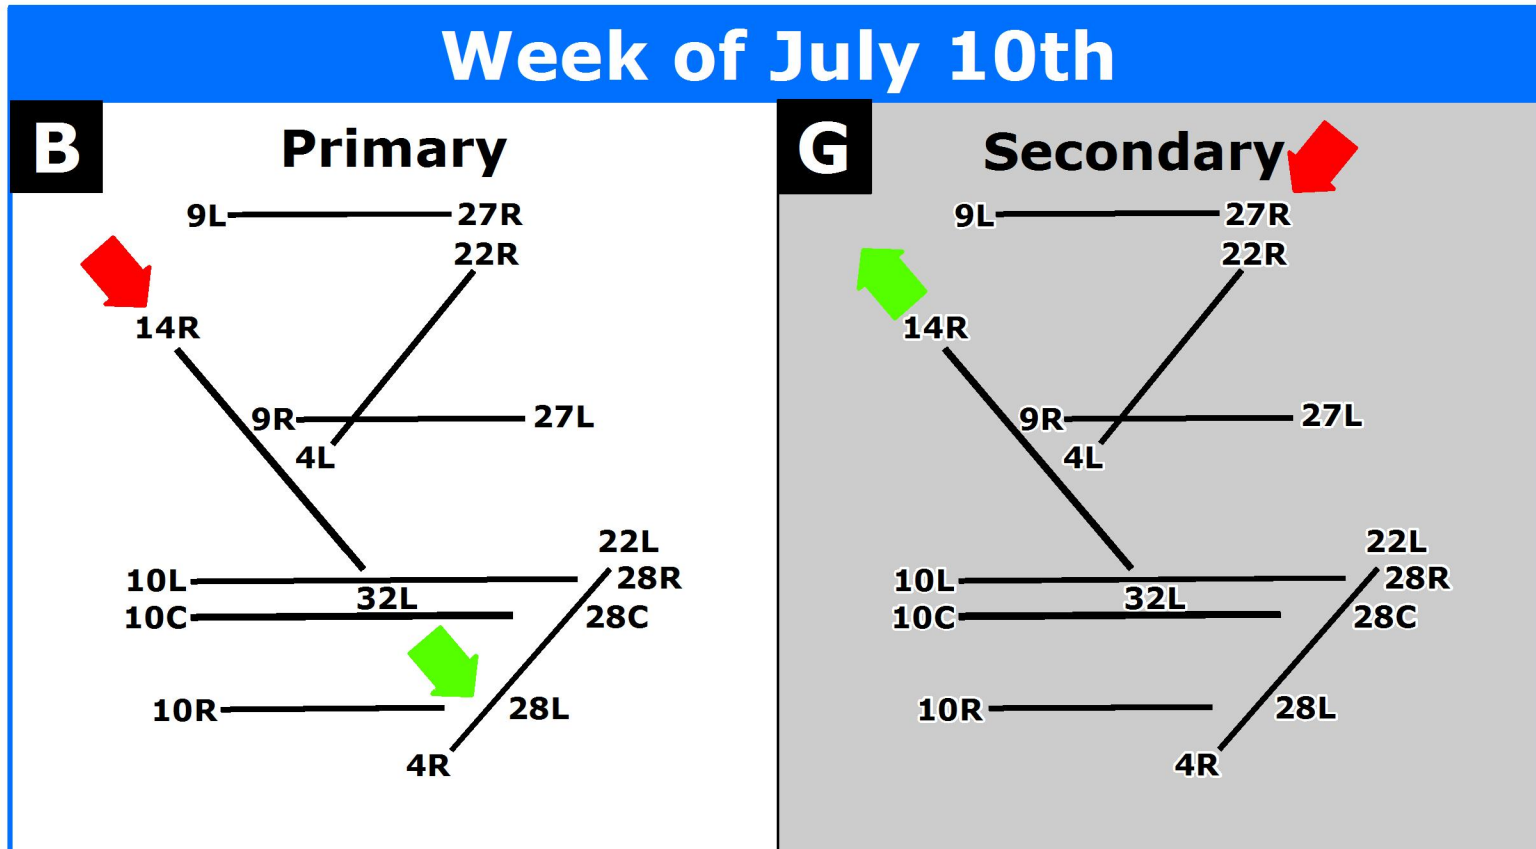 Week of July 10th
B
Primary
9L
27R
22R
14R
9R
27L
4L
22L
10L
28R
32L
10C
28C
10R
28L
4R
G
Secondary
9L
27R
22R
14R
9R
27L
4L
22L
10L
28R
32L
10C
28C
10R
28L
4R